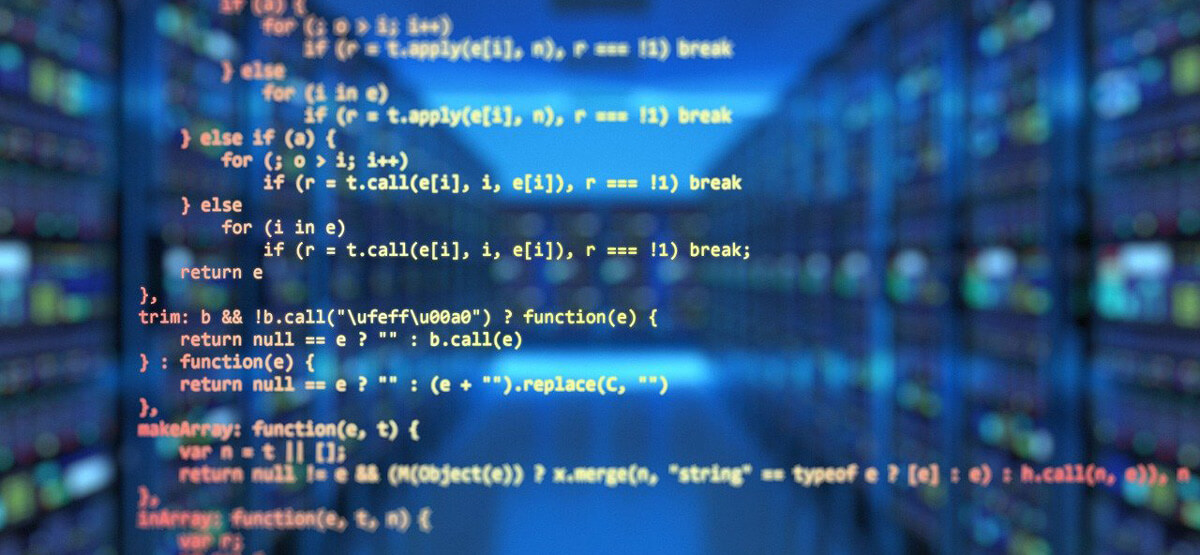 if (a) {
for (; o > i; i++)
if (r = t.apply(e[i], n), r === !1) break
} else
for (i in e)
if (r = t.apply(e[i], n), r === !1) break
} else if (a) {
for (; o > i; i++)
if (r = t.call(e[i], i, e[i]), r === !1) break
} else
for (i in e)
if (r = t.call(e[i], i, e[i]), r === !1) break;
return e
},
trim: b && !b.call("\ufeff\u00a0") ? function(e) {
return null == e ? "" : b.call(e)
} : function(e) {
return null == e ? "" : (e + "").replace(C, "")
},
makeArray: function(e, t) {
var n = t || [];
return null != e && (M(Object(e)) ? x.merge(n, "string" == typeof e ? [e] : e) : h.call(n, e)), n
},
inArray: function(e, t, n) {
var r;